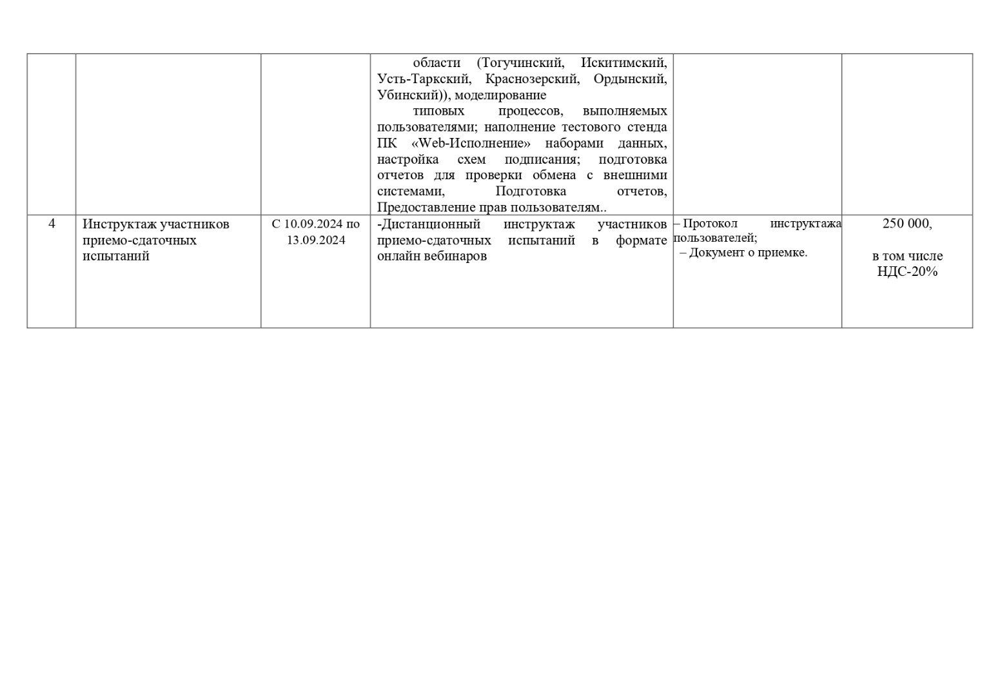 области (Тогучинский, Искитимский,
Усть-Таркский, Краснозерский, Ордынский,
Убинский)), моделирование
типовых процессов, выполняемых
пользователями; наполнение тестового стенда
ПК «Web-Исполнение» наборами данных,
настройка схем подписания; подготовка
отчетов для проверки обмена с внешними
системами, Подготовка отчетов,
Предоставление прав пользователям..
4
Инструктаж участников
приемо-сдаточных
испытаний
С 10.09.2024 по
13.09.2024
-Дистанционный инструктаж участников
приемо-сдаточных испытаний в формате
онлайн вебинаров
– Протокол инструктажа
пользователей;
– Документ о приемке.
250 000,
в том числе
НДС-20%